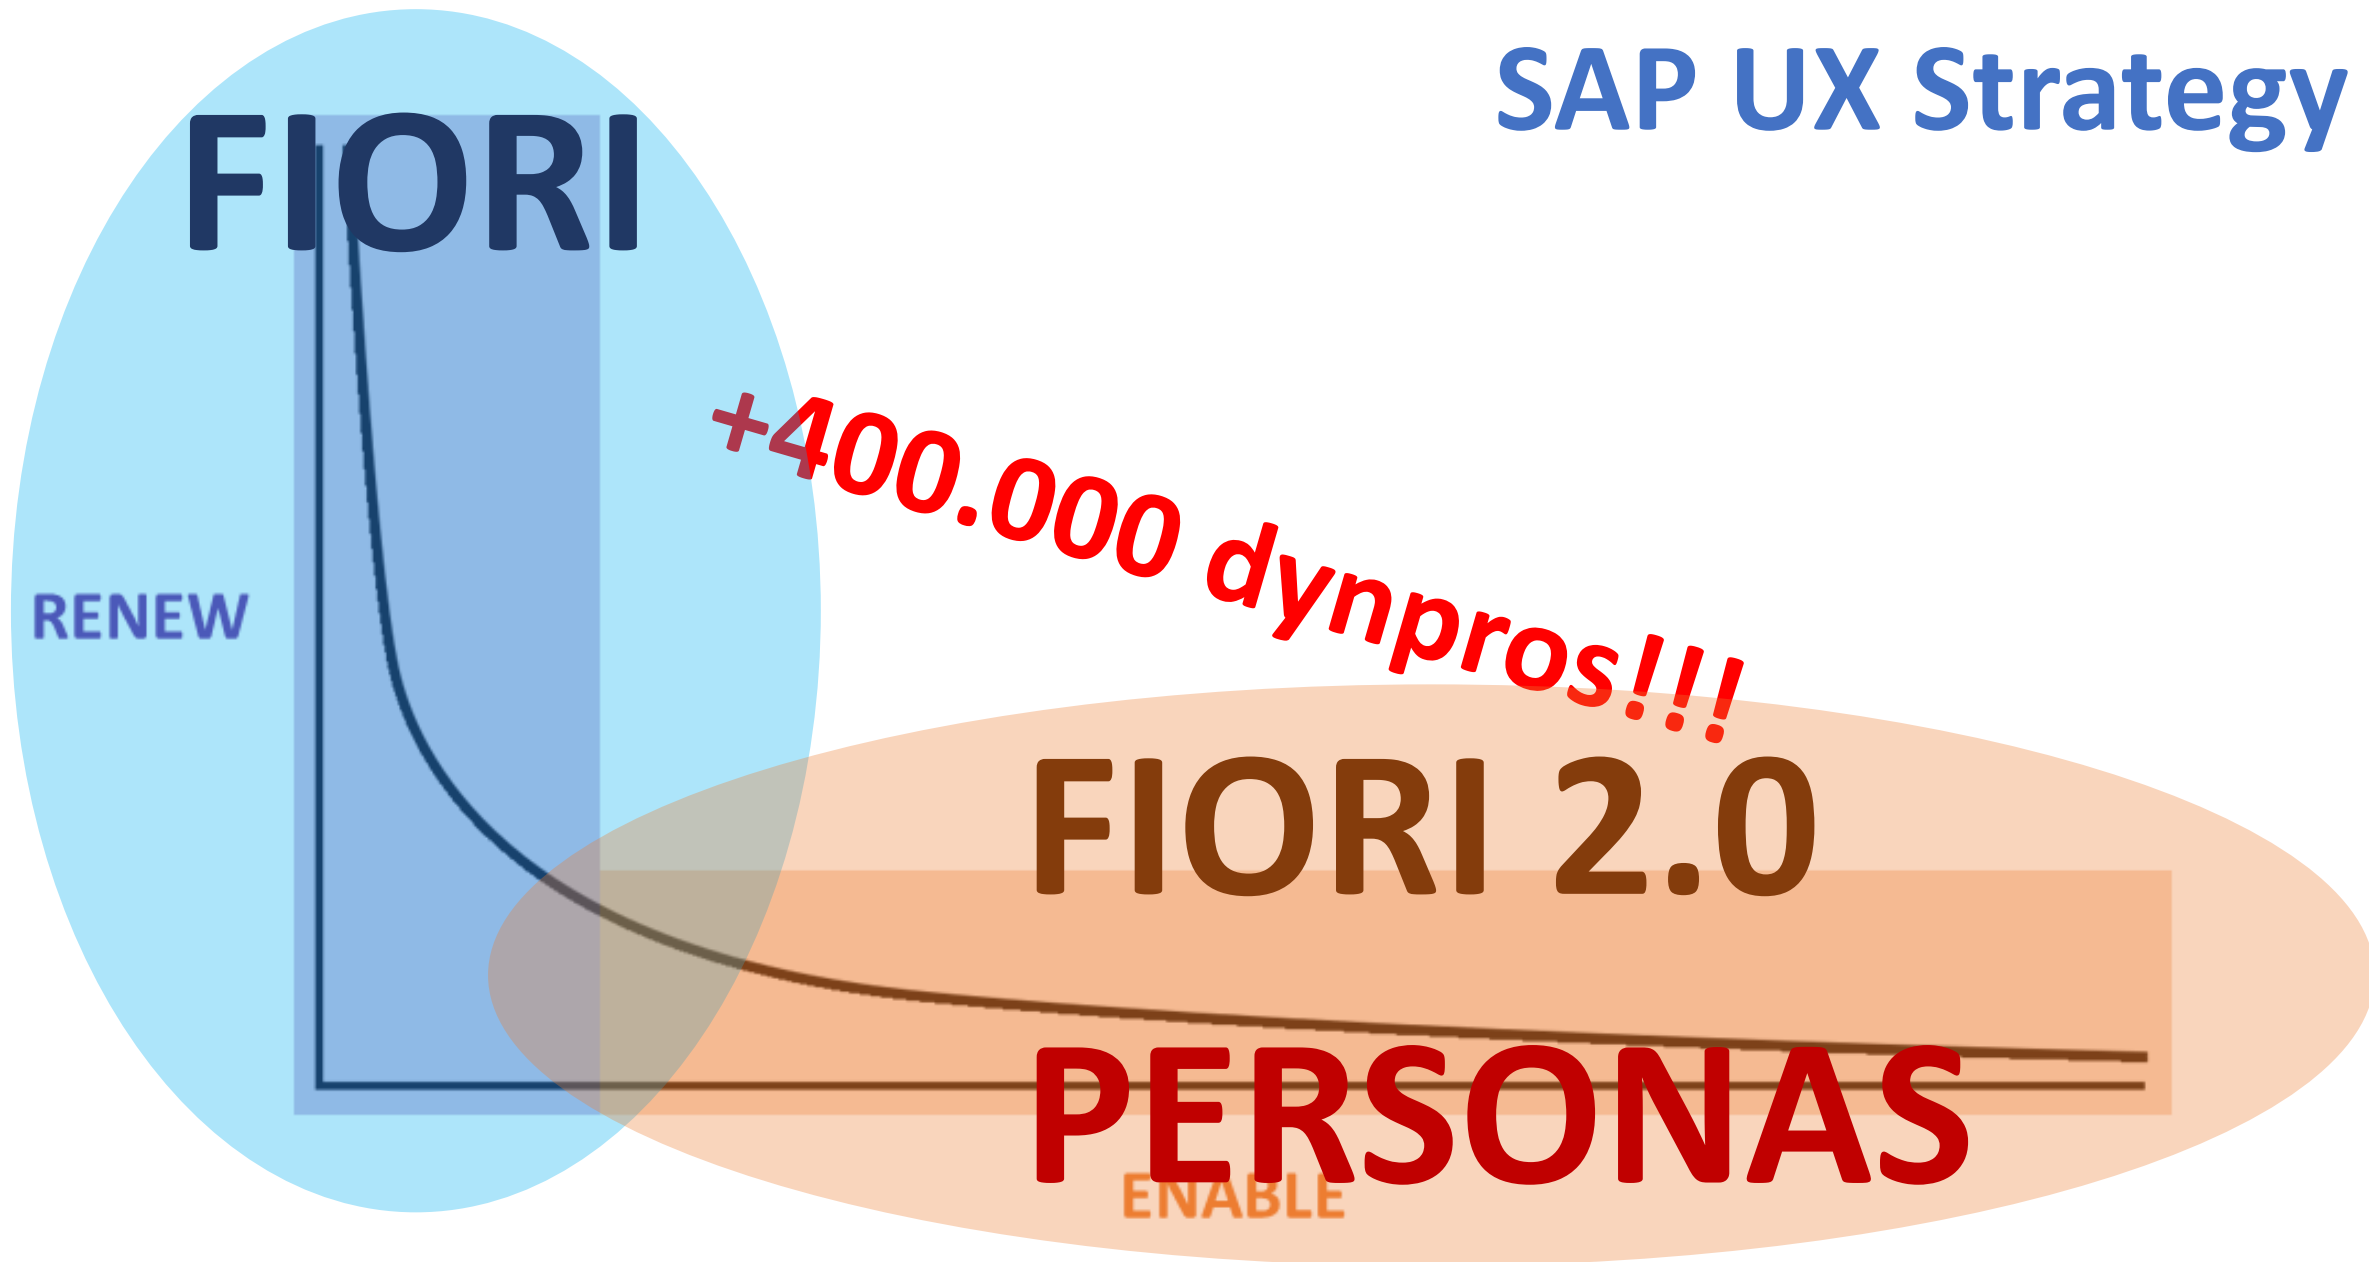 SAP UX Strategy
FIORI
+400.000 dynpros!!!
RENEW
FIORI 2.0
PERSONAS
ENABLE